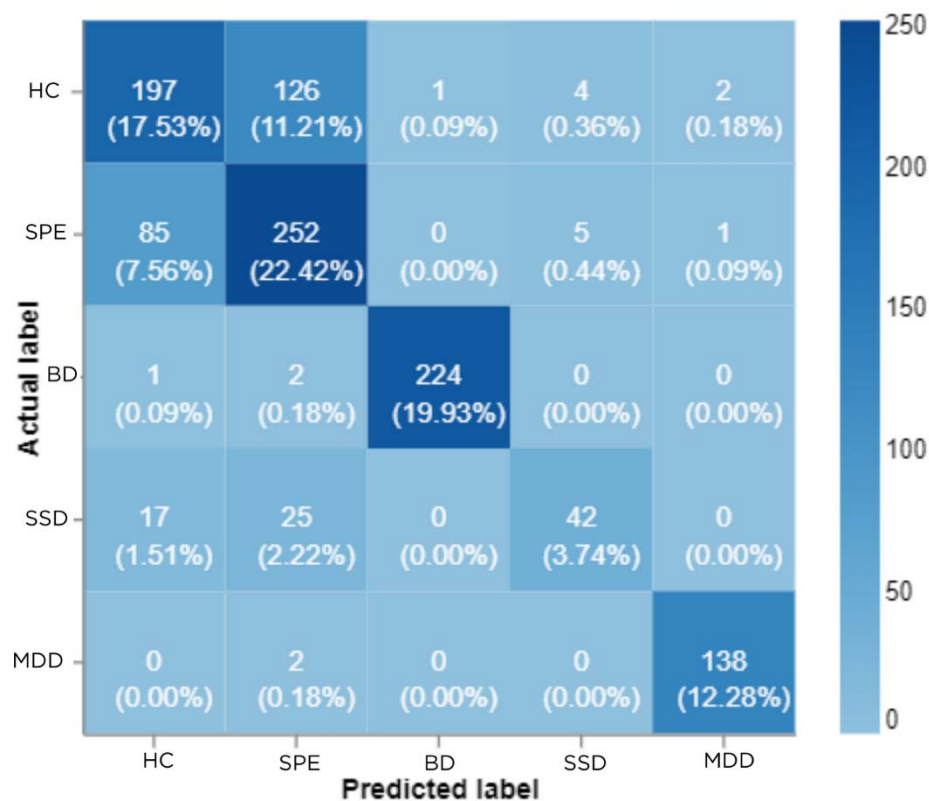 250
HC 197 126 1 4 2
(17.53%) (11.21%) (0.09%) (0.36%) (0.18%)
200
SPE 85 252 0 5 1
(7.56%) (22.42%) (0.00%) (0.44%) (0.09%)
150
Actual label
BD 1 2 224 0 0
(0.09%) (0.18%) (19.93%) (0.00%) (0.00%)
100
SSD 17 25 0 42 0
(1.51%) (2.22%) (0.00%) (3.74%) (0.00%)
50
MDD 0 2 0 0 138
(0.00%) (0.18%) (0.00%) (0.00%) (12.28%)
0
HC SPE BD SSD MDD
Predicted label